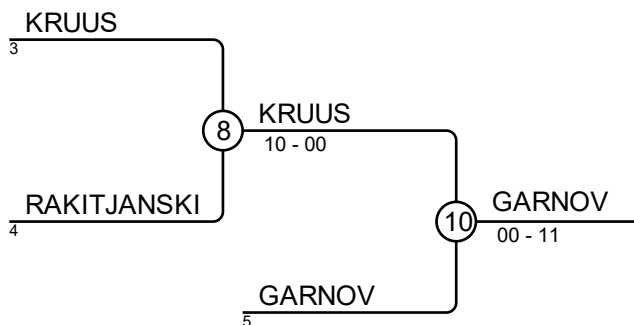 KRUUS
3
8
KRUUS
10 - 00
RAKITJANSKI
4
10
GARNOV
00 - 11
GARNOV
5